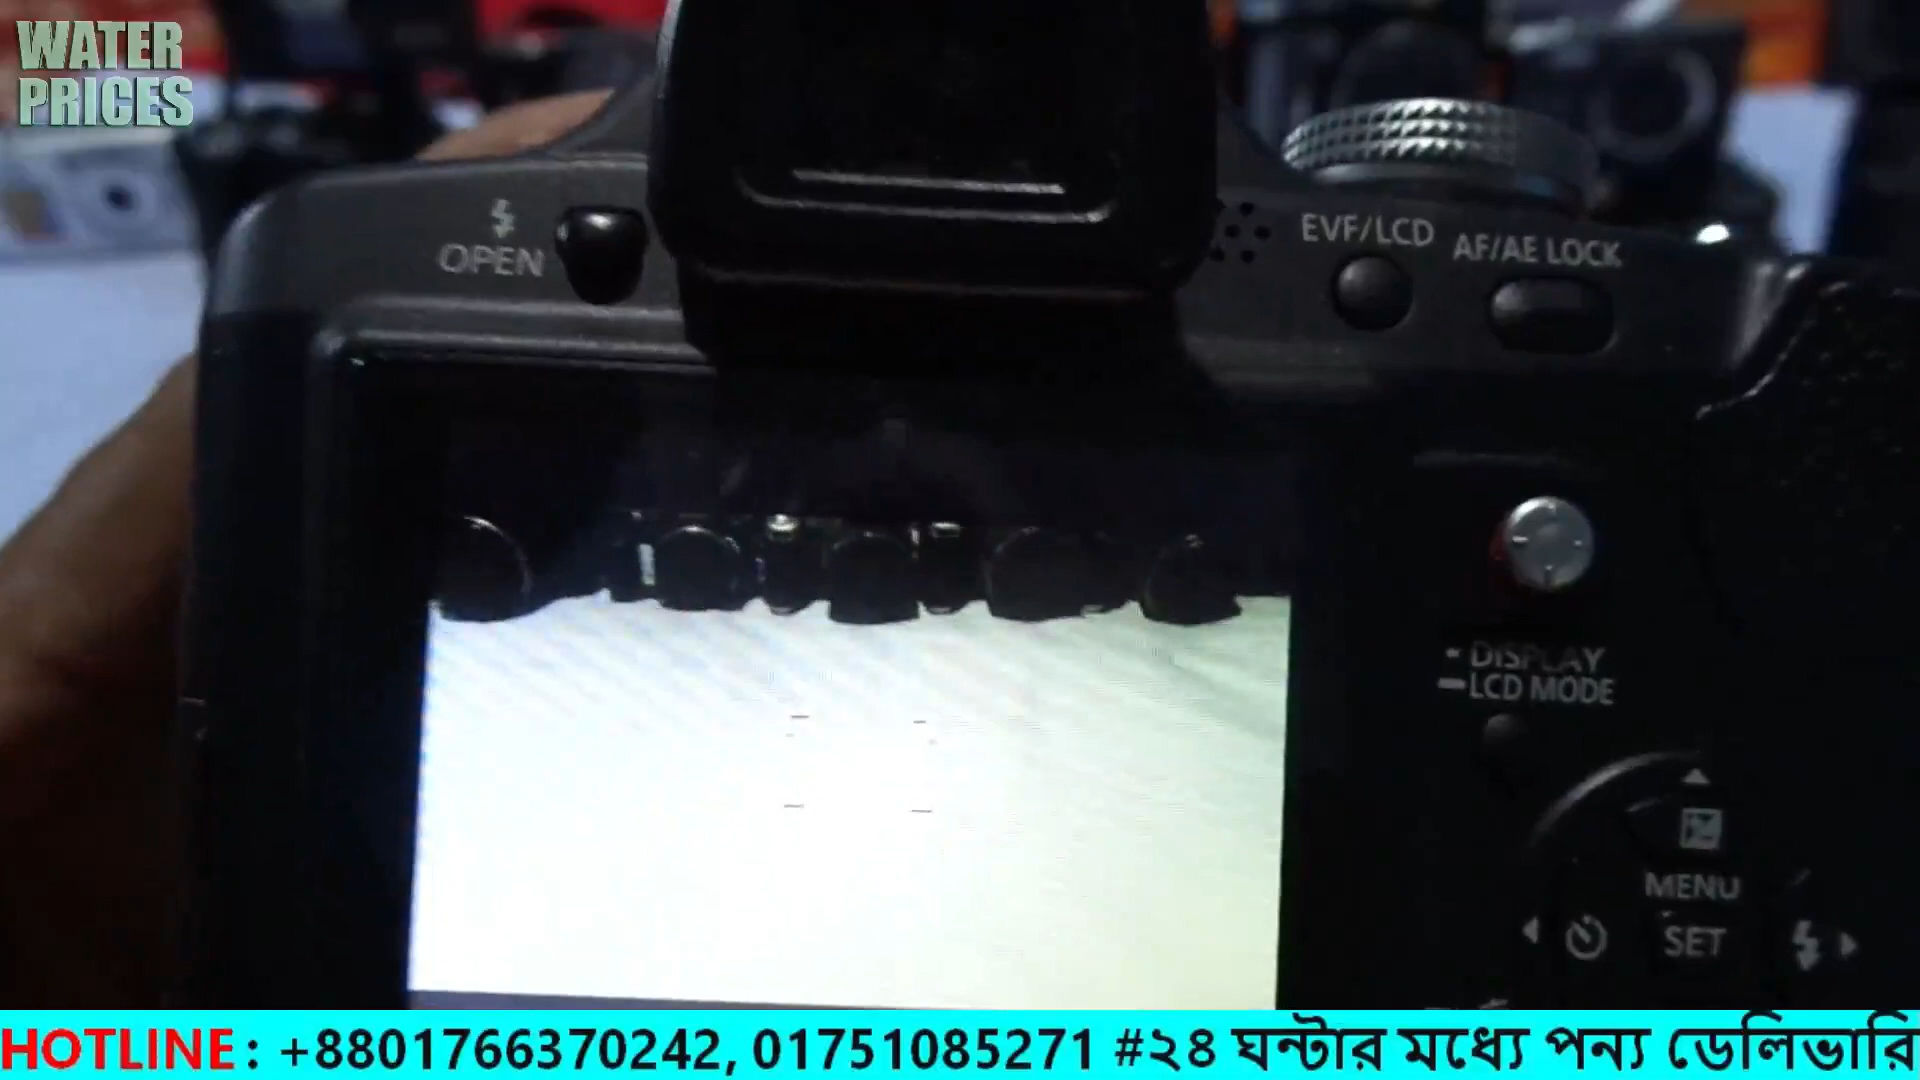 WATER
PRICES
OPEN
EVF/LCD
AF/AE LOCK
DISPLAY
LCD MODE
MENU
SET
HOTLINE : +8801766370242, 01751085271 #২৪ ঘন্টার মধ্যে পন্য ডেলিভারি